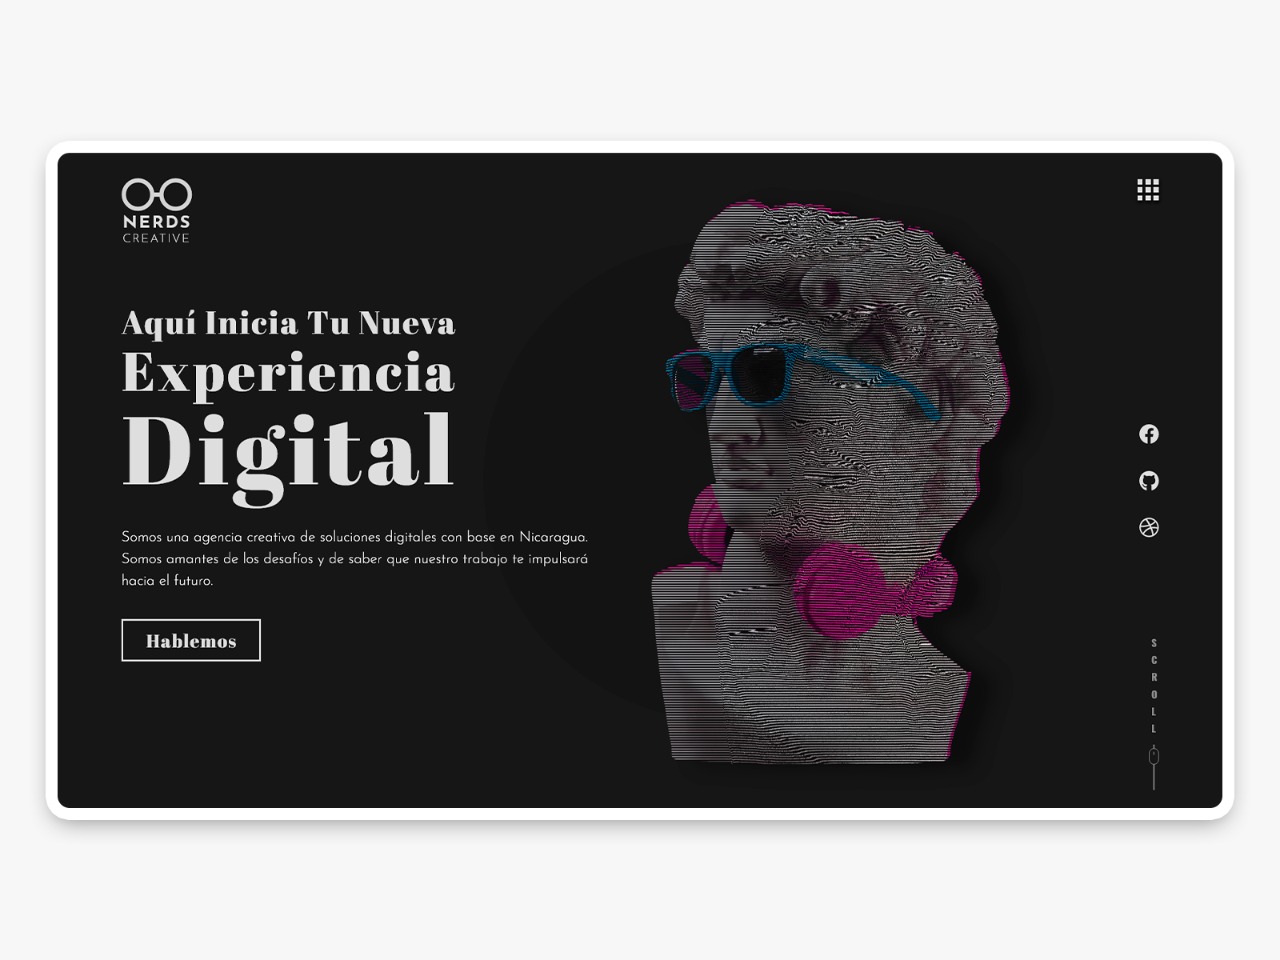 NERDS
CREATIVE
Aquí Inicia Tu Nueva
Experiencia
Digital
Somos una agencia creativa de soluciones digitales con base en Nicaragua.
Somos amantes de los desafíos y de saber que nuestro trabajo te impulsará
hacia el futuro.
Hablemos
SCROLL